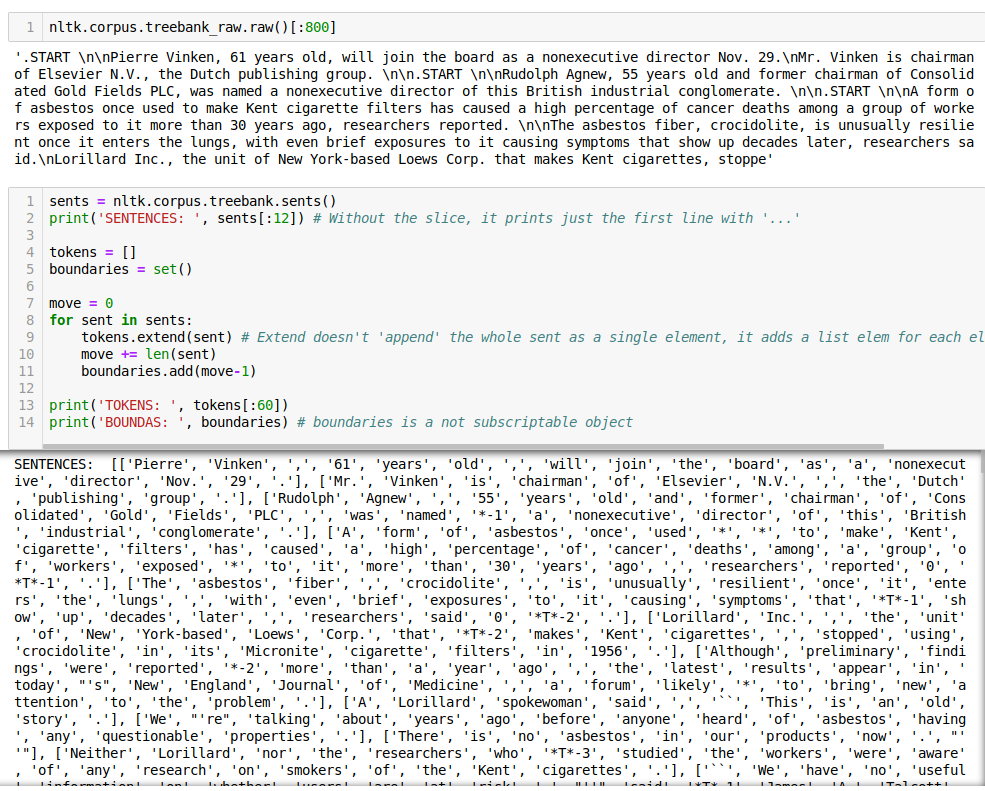 1 nltk.corpus.treebank_raw.raw()[:800]
'.START \n\nPierre Vinken, 61 years old, will join the board as a nonexecutive director Nov. 29.\nMr. Vinken is chairman
of Elsevier N.V., the Dutch publishing group. \n\n.START \n\nRudolph Agnew, 55 years old and former chairman of Consolid
ated Gold Fields PLC, was named a nonexecutive director of this British industrial conglomerate. \n\n.START \n\nA form o
f asbestos once used to make Kent cigarette filters has caused a high percentage of cancer deaths among a group of worke
rs exposed to it more than 30 years ago, researchers reported. \n\nThe asbestos fiber, crocidolite, is unusually resilie
nt once it enters the lungs, with even brief exposures to it causing symptoms that show up decades later, researchers sa
id.\nLorillard Inc., the unit of New York-based Loews Corp. that makes Kent cigarettes, stoppe'
1 sents = nltk.corpus.treebank.sents()
2 print('SENTENCES: ', sents[:12]) # Without the slice, it prints just the first line with '...'
3
4 tokens = []
5 boundaries = set()
6
7 move = 0
8 for sent in sents:
9 tokens.extend(sent) # Extend doesn't 'append' the whole sent as a single element, it adds a list elem for each el
10 move += len(sent)
11 boundaries.add(move-1)
12
13 print('TOKENS: ', tokens[:60])
14 print('BOUNDAS: ', boundaries) # boundaries is a not subscriptable object
SENTENCES:  [['Pierre', 'Vinken', ',', '61', 'years', 'old', ',', 'will', 'join', 'the', 'board', 'as', 'a', 'nonexecut
ive', 'director', 'Nov.', '29', '.'], ['Mr.', 'Vinken', 'is', 'chairman', 'of', 'Elsevier', 'N.V.', ',', 'the', 'Dutch'
, 'publishing', 'group', '.'], ['Rudolph', 'Agnew', ',', '55', 'years', 'old', 'and', 'former', 'chairman', 'of', 'Cons
olidated', 'Gold', 'Fields', 'PLC', ',', 'was', 'named', '*-1', 'a', 'nonexecutive', 'director', 'of', 'this', 'British
', 'industrial', 'conglomerate', '.'], ['A', 'form', 'of', 'asbestos', 'once', 'used', '*', '*', 'to', 'make', 'Kent',
'cigarette', 'filters', 'has', 'caused', 'a', 'high', 'percentage', 'of', 'cancer', 'deaths', 'among', 'a', 'group', 'o
f', 'workers', 'exposed', '*', 'to', 'it', 'more', 'than', '30', 'years', 'ago', ',', 'researchers', 'reported', '0', '
*T*-1', '.'], ['The', 'asbestos', 'fiber', ',', 'crocidolite', ',', 'is', 'unusually', 'resilient', 'once', 'it', 'ente
rs', 'the', 'lungs', ',', 'with', 'even', 'brief', 'exposures', 'to', 'it', 'causing', 'symptoms', 'that', '*T*-1', 'sh
ow', 'up', 'decades', 'later', ',', 'researchers', 'said', '0', '*T*-2', '.'], ['Lorillard', 'Inc.', ',', 'the', 'unit'
, 'of', 'New', 'York-based', 'Loews', 'Corp.', 'that', '*T*-2', 'makes', 'Kent', 'cigarettes', ',', 'stopped', 'using',
'crocidolite', 'in', 'its', 'Micronite', 'cigarette', 'filters', 'in', '1956', '.'], ['Although', 'preliminary', 'findi
ngs', 'were', 'reported', '*-2', 'more', 'than', 'a', 'year', 'ago', ',', 'the', 'latest', 'results', 'appear', 'in', '
today', "'s", 'New', 'England', 'Journal', 'of', 'Medicine', ',', 'a', 'forum', 'likely', '*', 'to', 'bring', 'new', 'a
ttention', 'to', 'the', 'problem', '.'], ['A', 'Lorillard', 'spokewoman', 'said', ',', '``', 'This', 'is', 'an', 'old',
'story', '.'], ['We', "'re", 'talking', 'about', 'years', 'ago', 'before', 'anyone', 'heard', 'of', 'asbestos', 'having
', 'any', 'questionable', 'properties', '.'], ['There', 'is', 'no', 'asbestos', 'in', 'our', 'products', 'now', '.', "'
'"], ['Neither', 'Lorillard', 'nor', 'the', 'researchers', 'who', '*T*-3', 'studied', 'the', 'workers', 'were', 'aware'
, 'of', 'any', 'research', 'on', 'smokers', 'of', 'the', 'Kent', 'cigarettes', '.'], ['``', 'We', 'have', 'no', 'useful